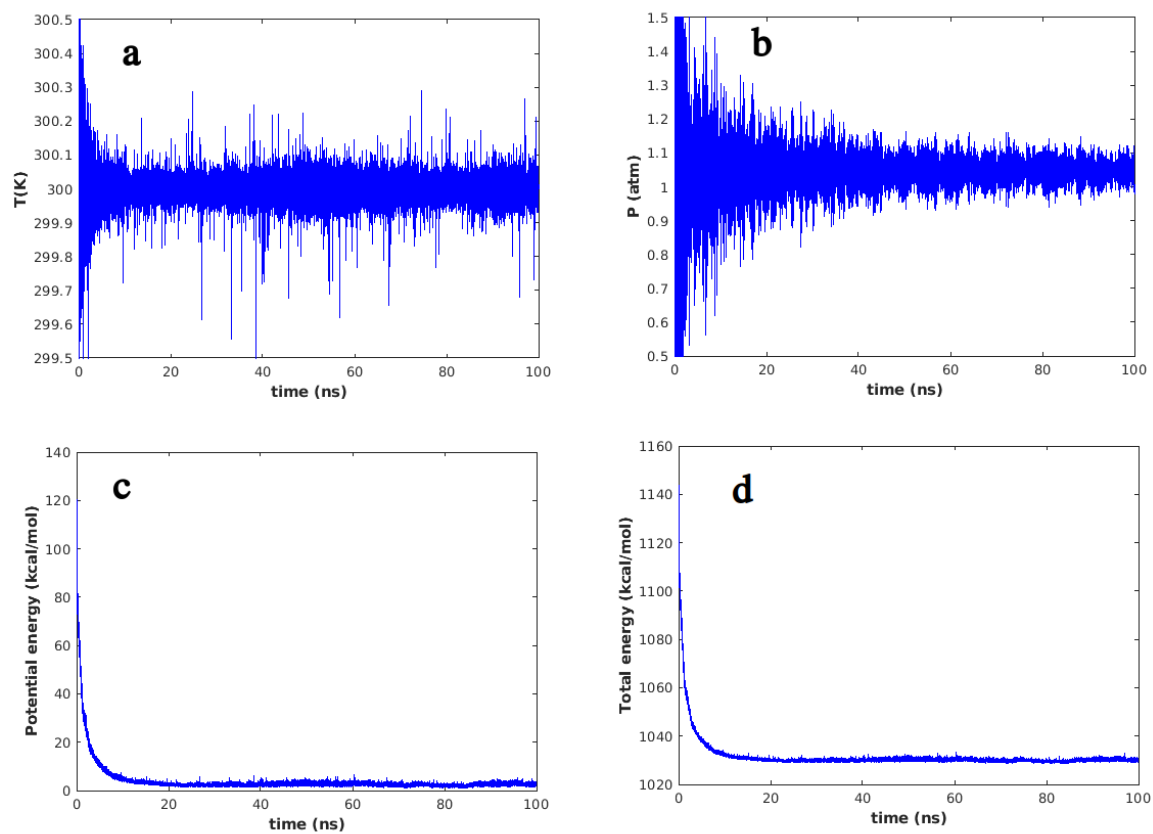 a
T(K)
300.5
300.4
300.3
300.2
300.1
300
299.9
299.8
299.7
299.6
299.5
0 20 40 60 80 100
time (ns)
b
P (atm)
1.5
1.4
1.3
1.2
1.1
1
0.9
0.8
0.7
0.6
0.5
0 20 40 60 80 100
time (ns)
c
Potential energy (kcal/mol)
140
120
100
80
60
40
20
0
0 20 40 60 80 100
time (ns)
d
Total energy (kcal/mol)
1160
1140
1120
1100
1080
1060
1040
1020
0 20 40 60 80 100
time (ns)